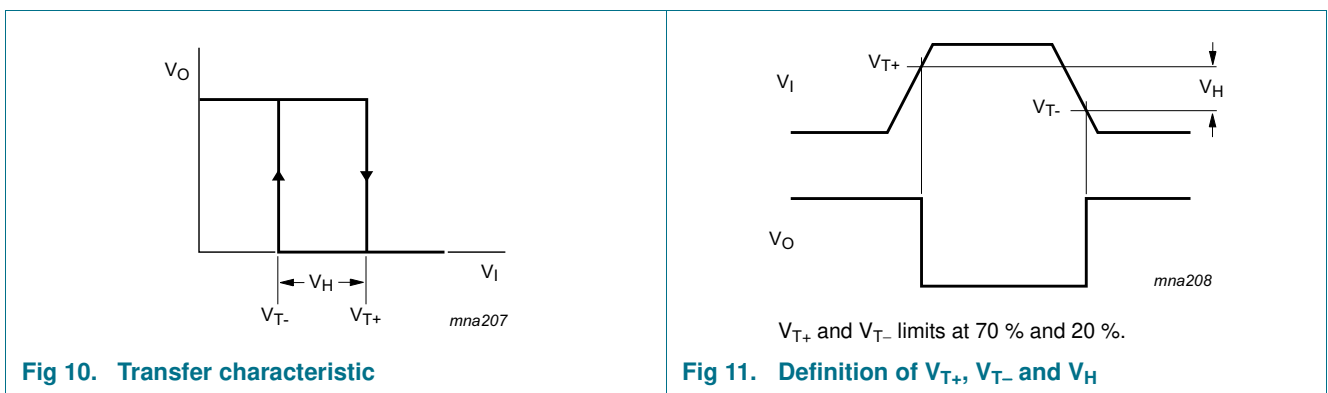 VO
VH
VI
VT-
VT+
mna207
Fig 10. Transfer characteristic
VT+
VI
VH
VT-
VO
mna208
VT+ and VT− limits at 70 % and 20 %.
Fig 11. Definition of VT+, VT− and VH